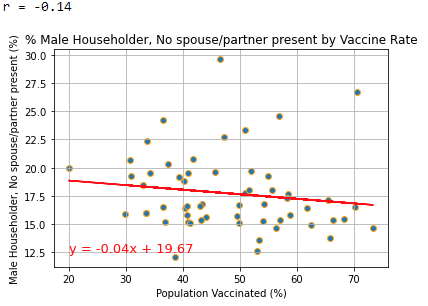 r = -0.14
% Male Householder, No spouse/partner present by Vaccine Rate
Male Householder, No spouse/partner present (%)
30.0
27.5
25.0
22.5
20.0
17.5
15.0
12.5
y = -0.04x + 19.67
20
30
40
50
60
70
Population Vaccinated (%)